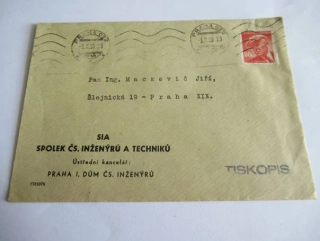 Pan Ing. Mackovič Jiří,
Šlejnická 19 - Praha XIX.
SIA
SPOLEK ČS. INŽENÝRŮ A TECHNIKŮ
Ústřední kancelář:
PRAHA I, DŮM ČS. INŽENÝRŮ
TISKOPIS